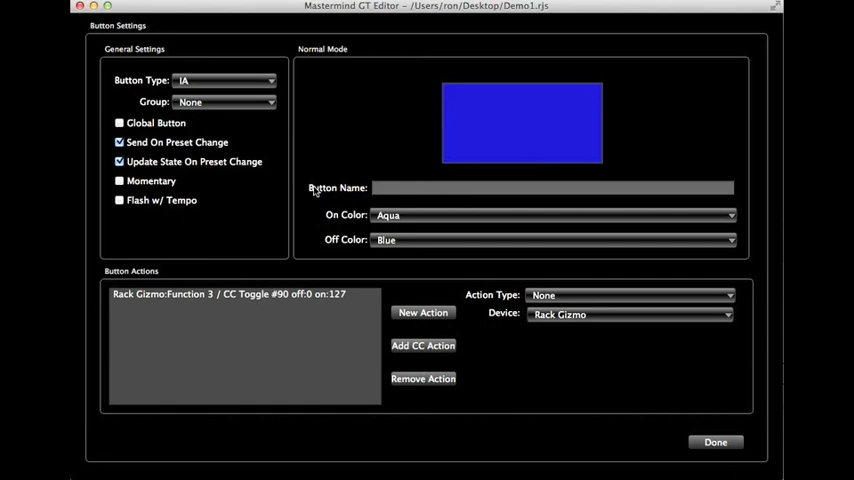 Mastermind GT Editor – /Users/ron/Desktop/Demo1.rjs
Button Settings
General Settings
Button Type: IA
Group: None
Global Button
Send On Preset Change
Update State On Preset Change
Momentary
Flash w/ Tempo
Normal Mode
Button Name:
On Color: Aqua
Off Color: Blue
Button Actions
Rack Gizmo:Function 3 / CC Toggle #90 off:0 on:127
New Action
Add CC Action
Remove Action
Action Type: None
Device: Rack Gizmo
Done